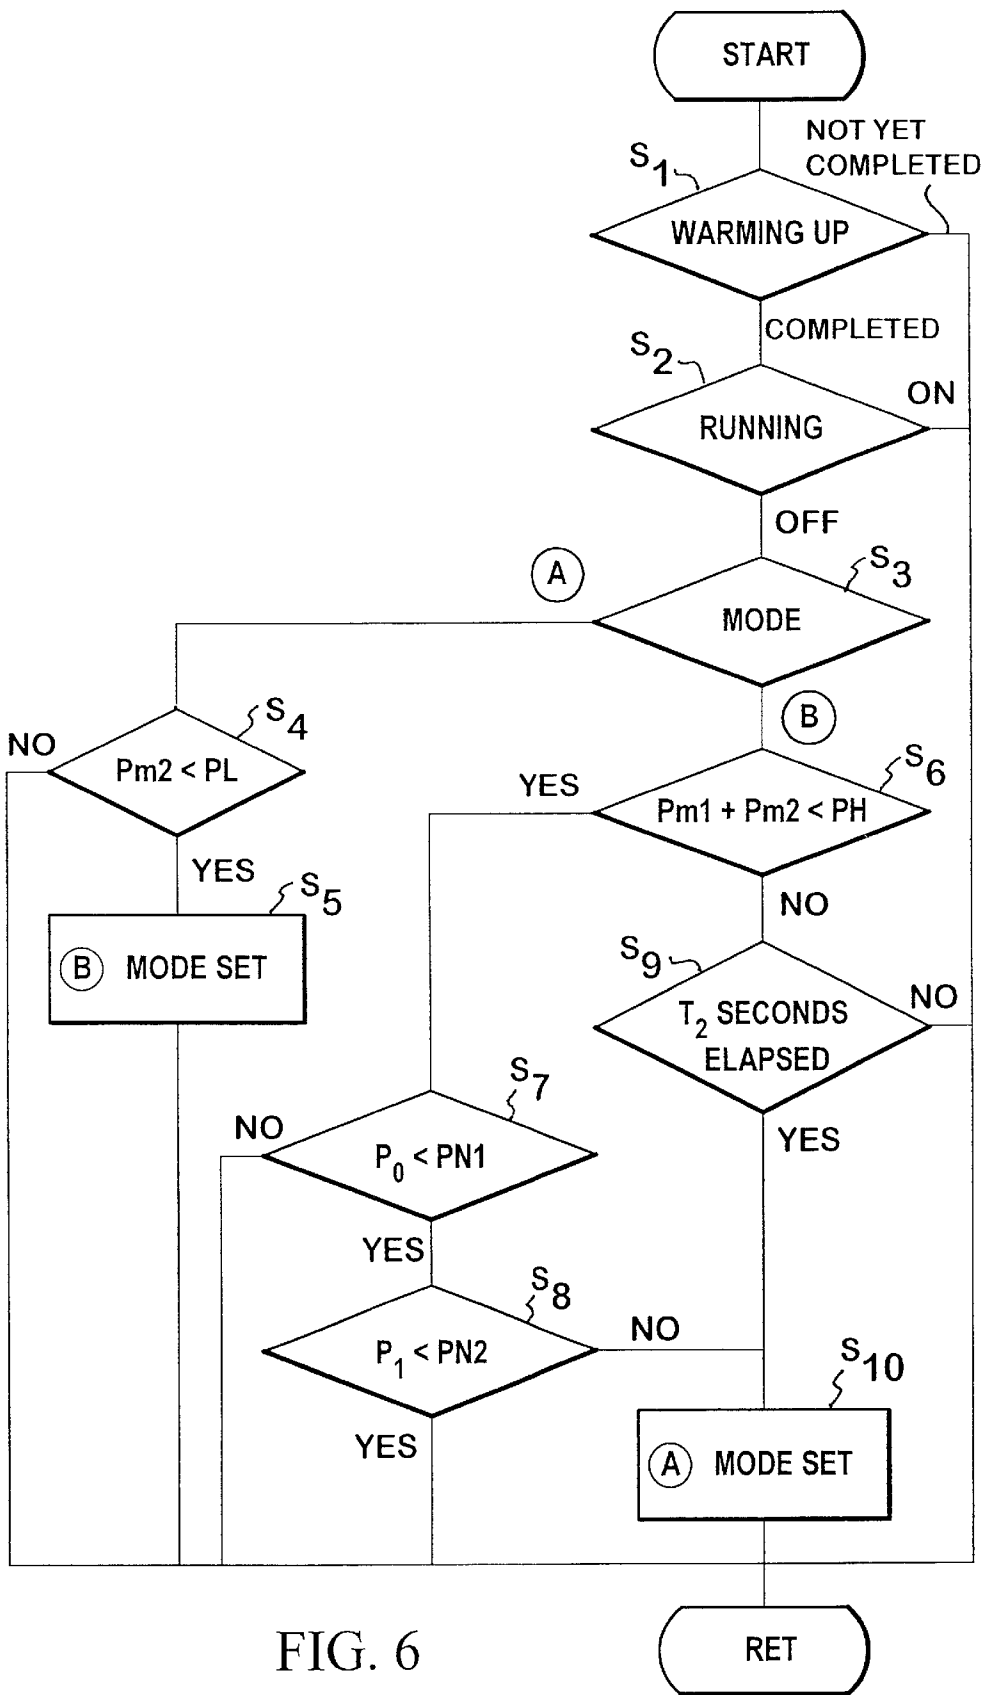 START
NOT YET
COMPLETED
S1
WARMING UP
COMPLETED
S2
ON
RUNNING
OFF
A
S3
MODE
B
S4
NO
Pm2 < PL
YES
S6
YES
Pm1 + Pm2 < PH
NO
S5
B MODE SET
S9
NO
T2 SECONDS
ELAPSED
YES
S7
NO
P0 < PN1
YES
S8
NO
P1 < PN2
YES
S10
A MODE SET
RET
FIG. 6